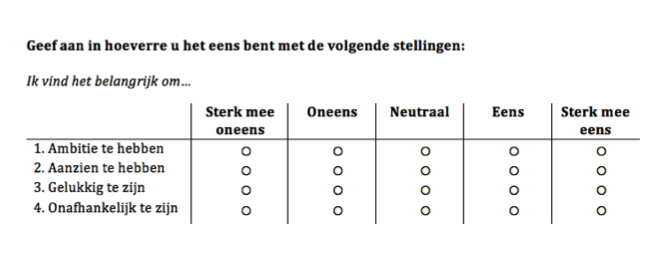 Geef aan in hoeverre u het eens bent met de volgende stellingen:
Ik vind het belangrijk om...
Sterk mee oneens Oneens Neutraal Eens Sterk mee eens
1. Ambitie te hebben
2. Aanzien te hebben
3. Gelukkig te zijn
4. Onafhankelijk te zijn